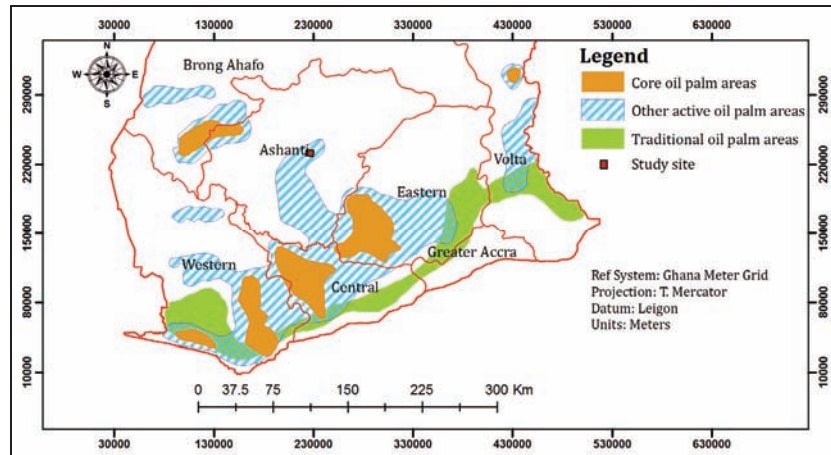 30000 130000 230000 330000 430000 530000 630000
N
W E
S
Brong Ahafo
Ashanti
Volta
Eastern
Greater Accra
Western
Central
Legend
Core oil palm areas
Other active oil palm areas
Traditional oil palm areas
Study site
Ref System: Ghana Meter Grid
Projection: T. Mercator
Datum: Leigon
Units: Meters
290000
220000
150000
80000
10000
290000
220000
150000
80000
10000
0 37.5 75 150 225 300 Km
30000 130000 230000 330000 430000 530000 630000